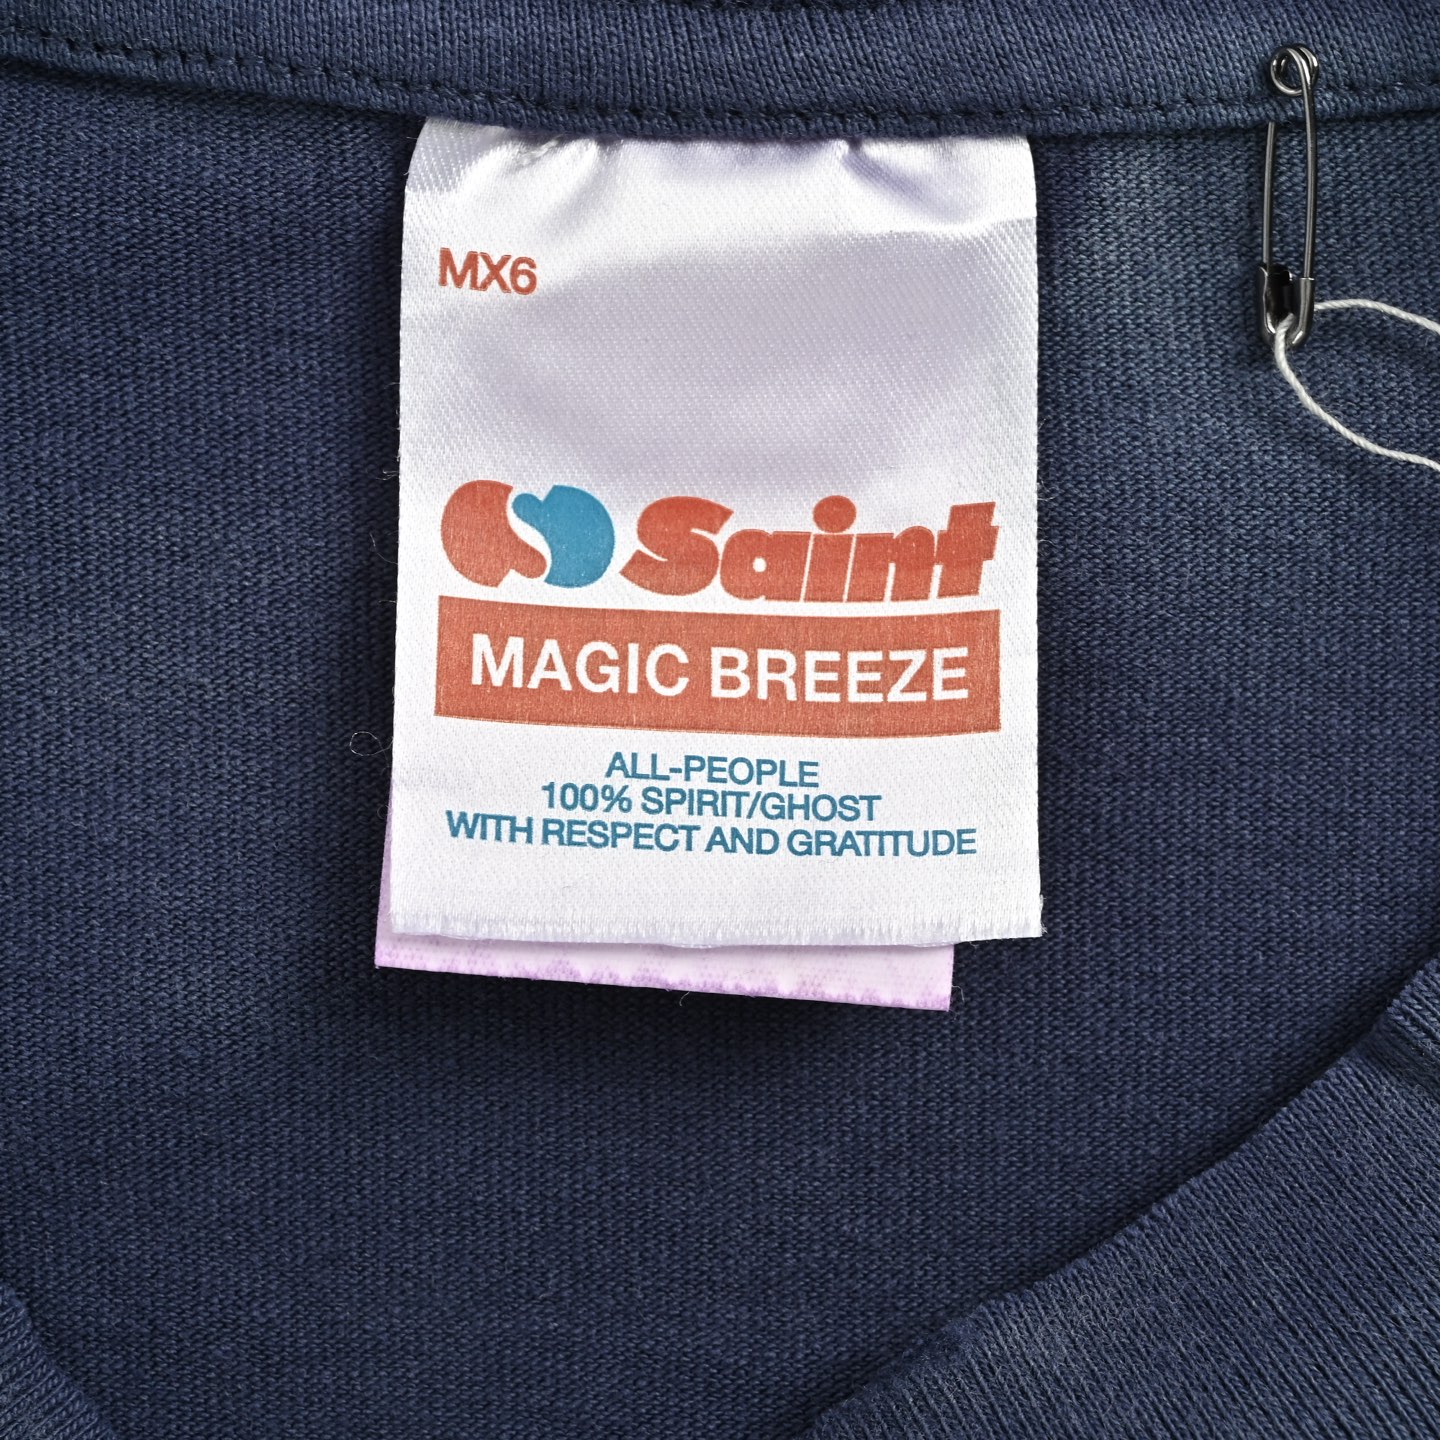 MX6
Saint
MAGIC BREEZE
ALL-PEOPLE
100% SPIRIT/GHOST
WITH RESPECT AND GRATITUDE